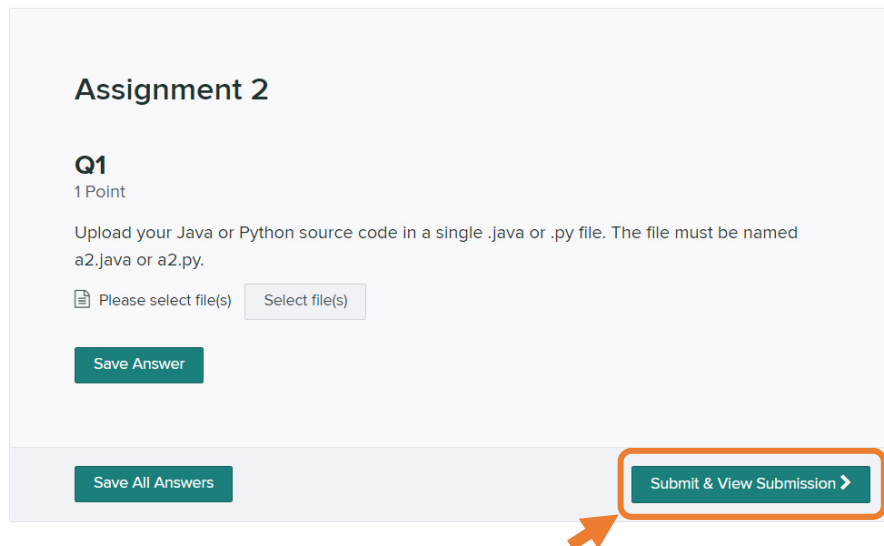 Assignment 2
Q1
1 Point
Upload your Java or Python source code in a single .java or .py file. The file must be named
a2.java or a2.py.
Please select file(s) Select file(s)
Save Answer
Save All Answers Submit & View Submission